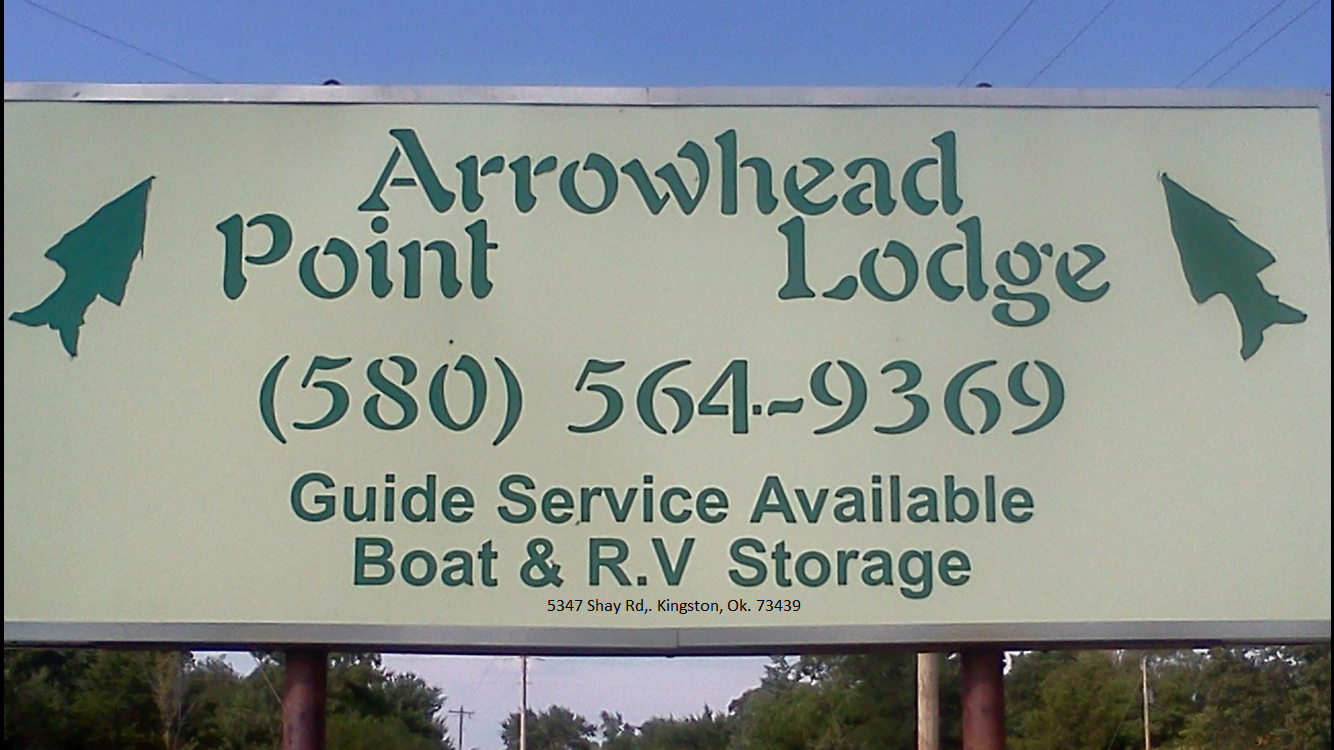 Arrowhead
Point Lodge
(580) 564-9369
Guide Service Available
Boat & R.V Storage
5347 Shay Rd,. Kingston, Ok. 73439